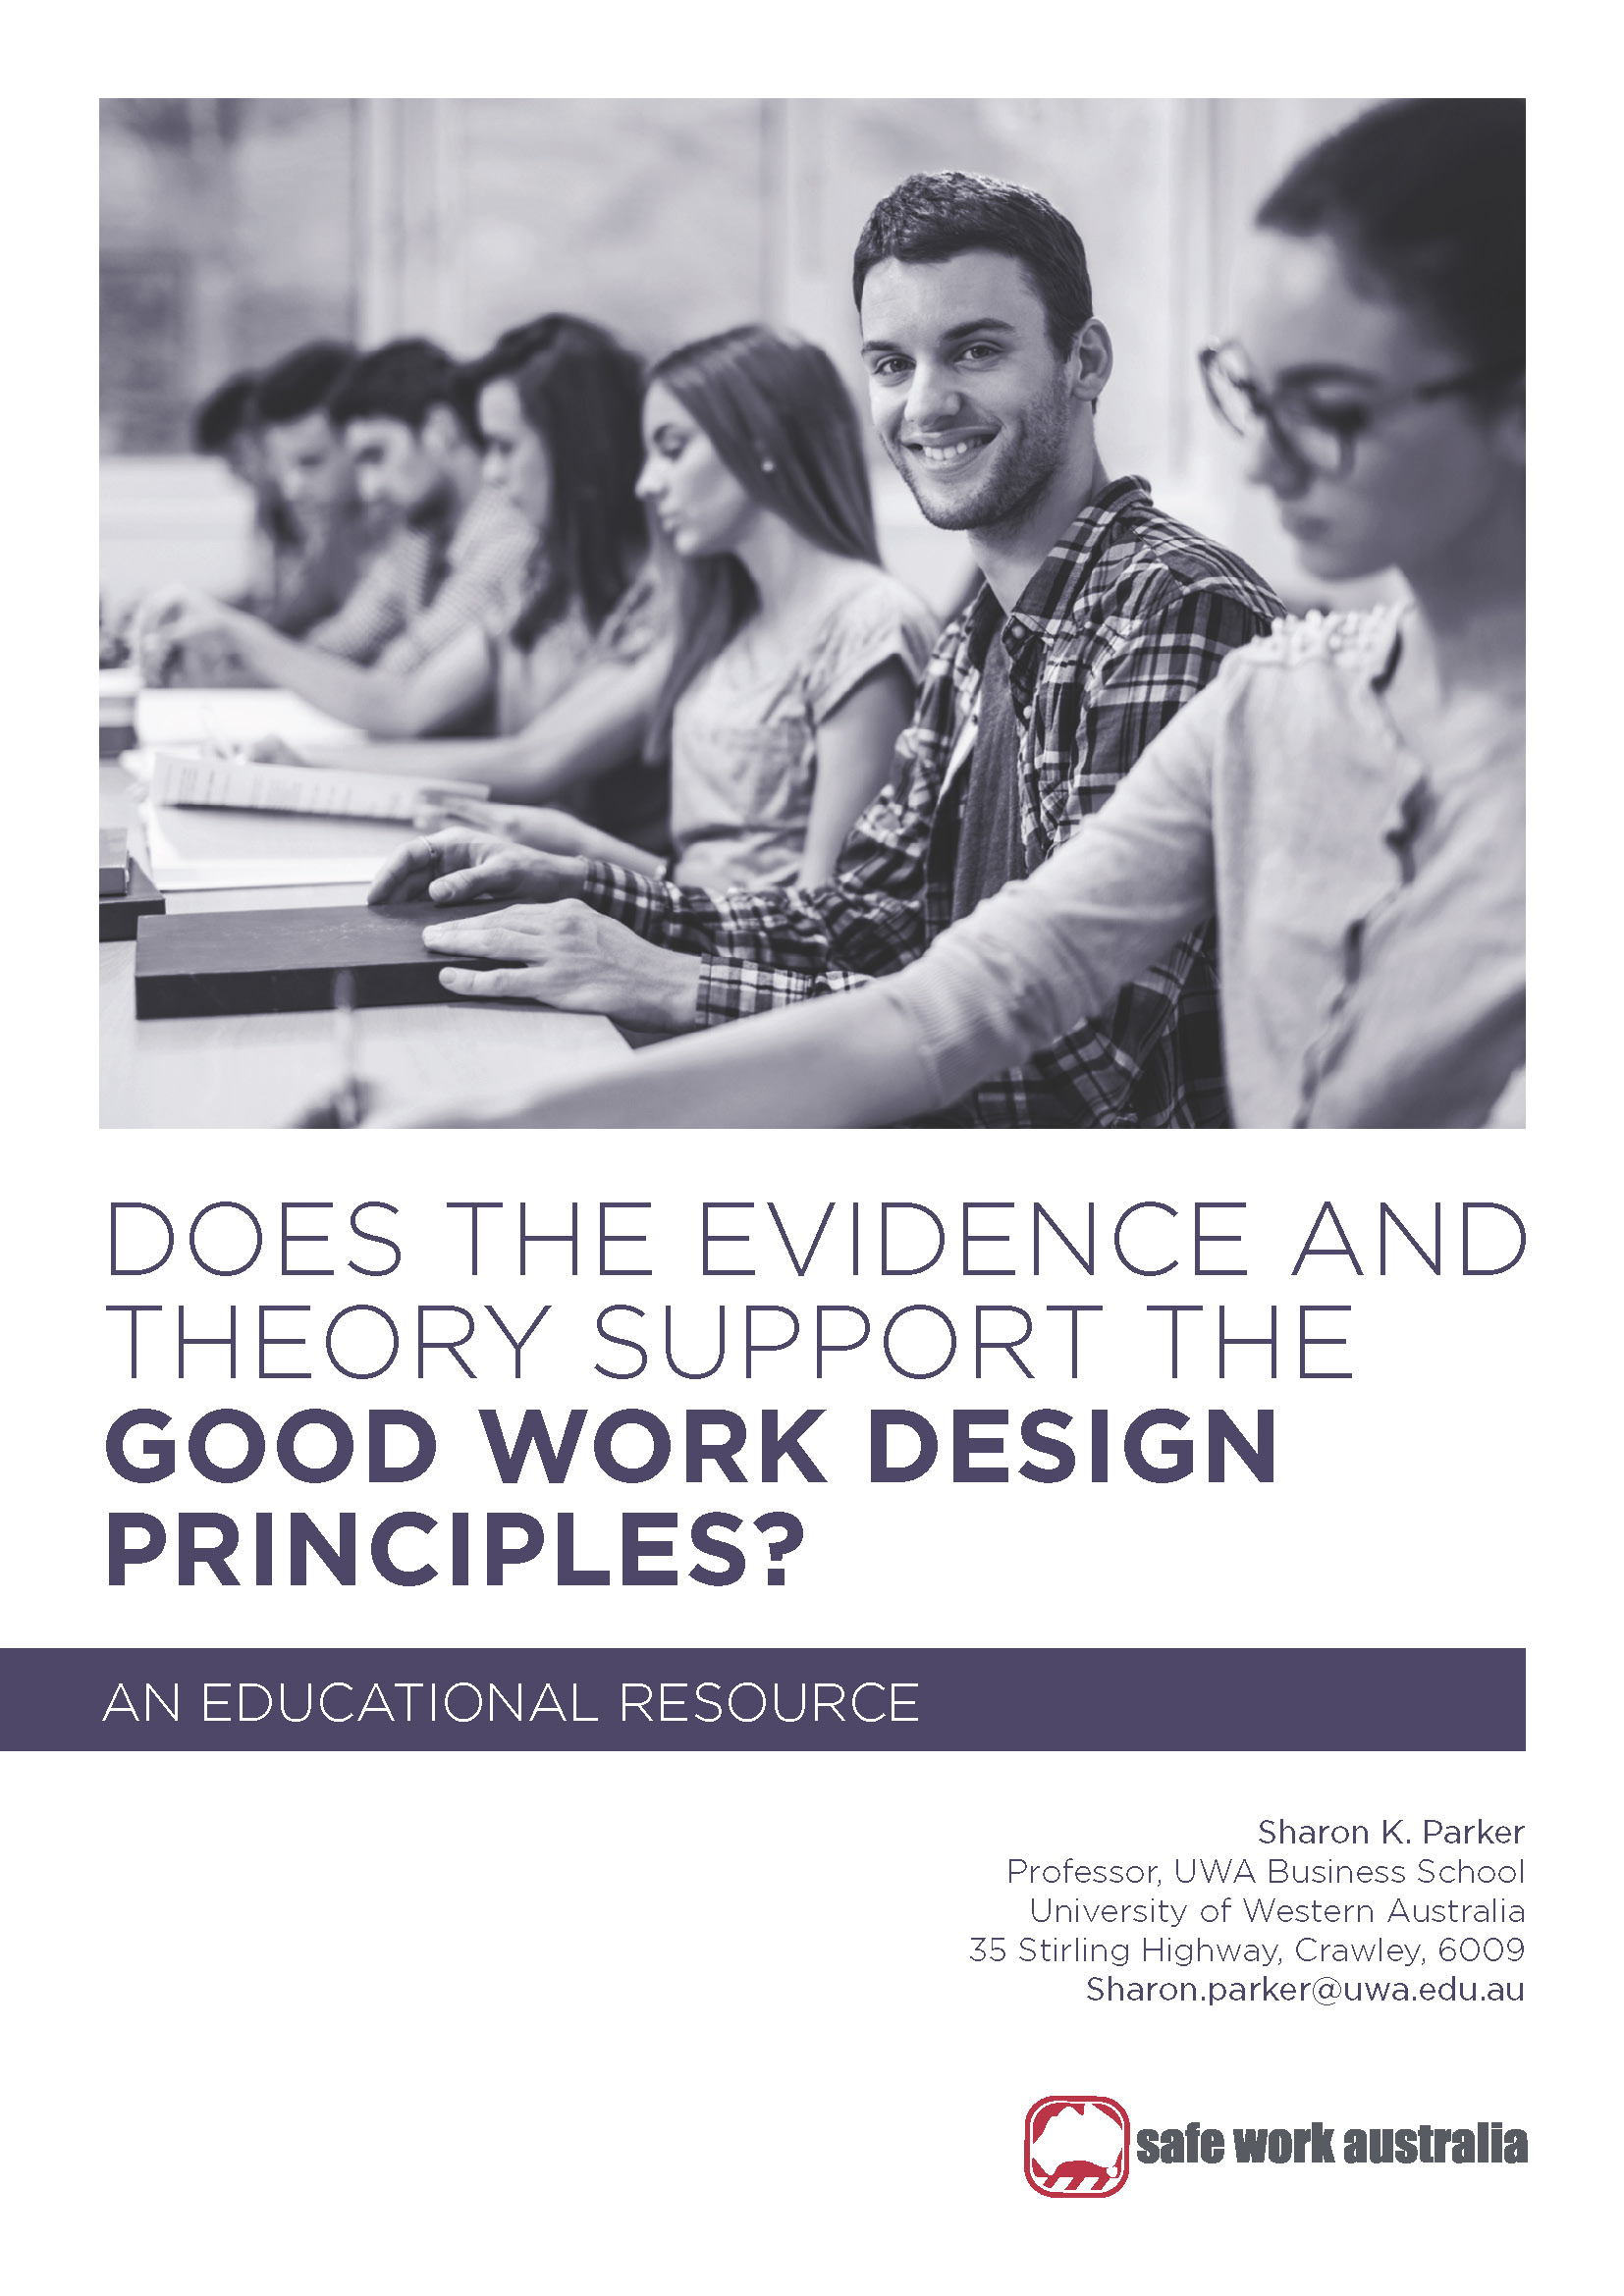 DOES THE EVIDENCE AND
THEORY SUPPORT THE
GOOD WORK DESIGN
PRINCIPLES?
AN EDUCATIONAL RESOURCE
Sharon K. Parker
Professor, UWA Business School
University of Western Australia
35 Stirling Highway, Crawley, 6009
Sharon.parker@uwa.edu.au
safe work australia